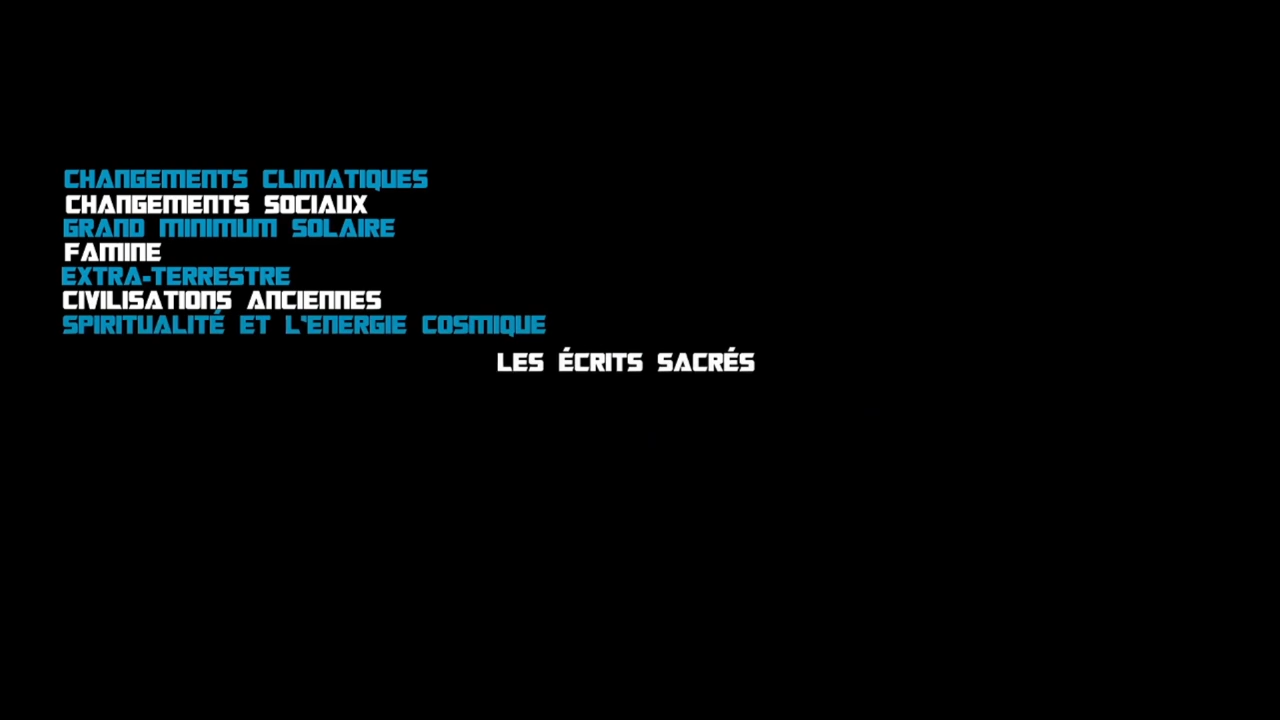 CHANGEMENTS CLIMATIQUES
CHANGEMENTS SOCIAUX
GRAND MINIMUM SOLAIRE
FAMINE
EXTRA-TERRESTRE
CIVILISATIONS ANCIENNES
SPIRITUALITÉ ET L'ENERGIE COSMIQUE
LES ÉCRITS SACRÉS